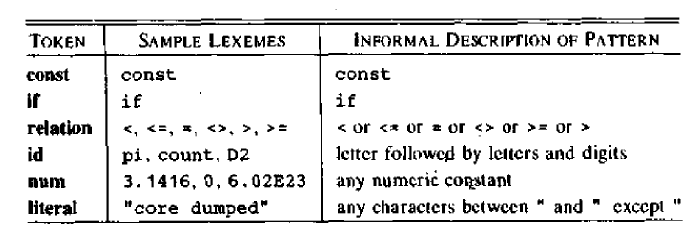 TOKEN SAMPLE LEXEMES INFORMAL DESCRIPTION OF PATTERN
const const const
if if if
relation <, <=, =, <>, >, >= < or <= or = or <> or >= or >
id pi, count, D2 letter followed by letters and digits
num 3.1416, 0, 6.02E23 any numeric constant
literal "core dumped" any characters between " and " except "